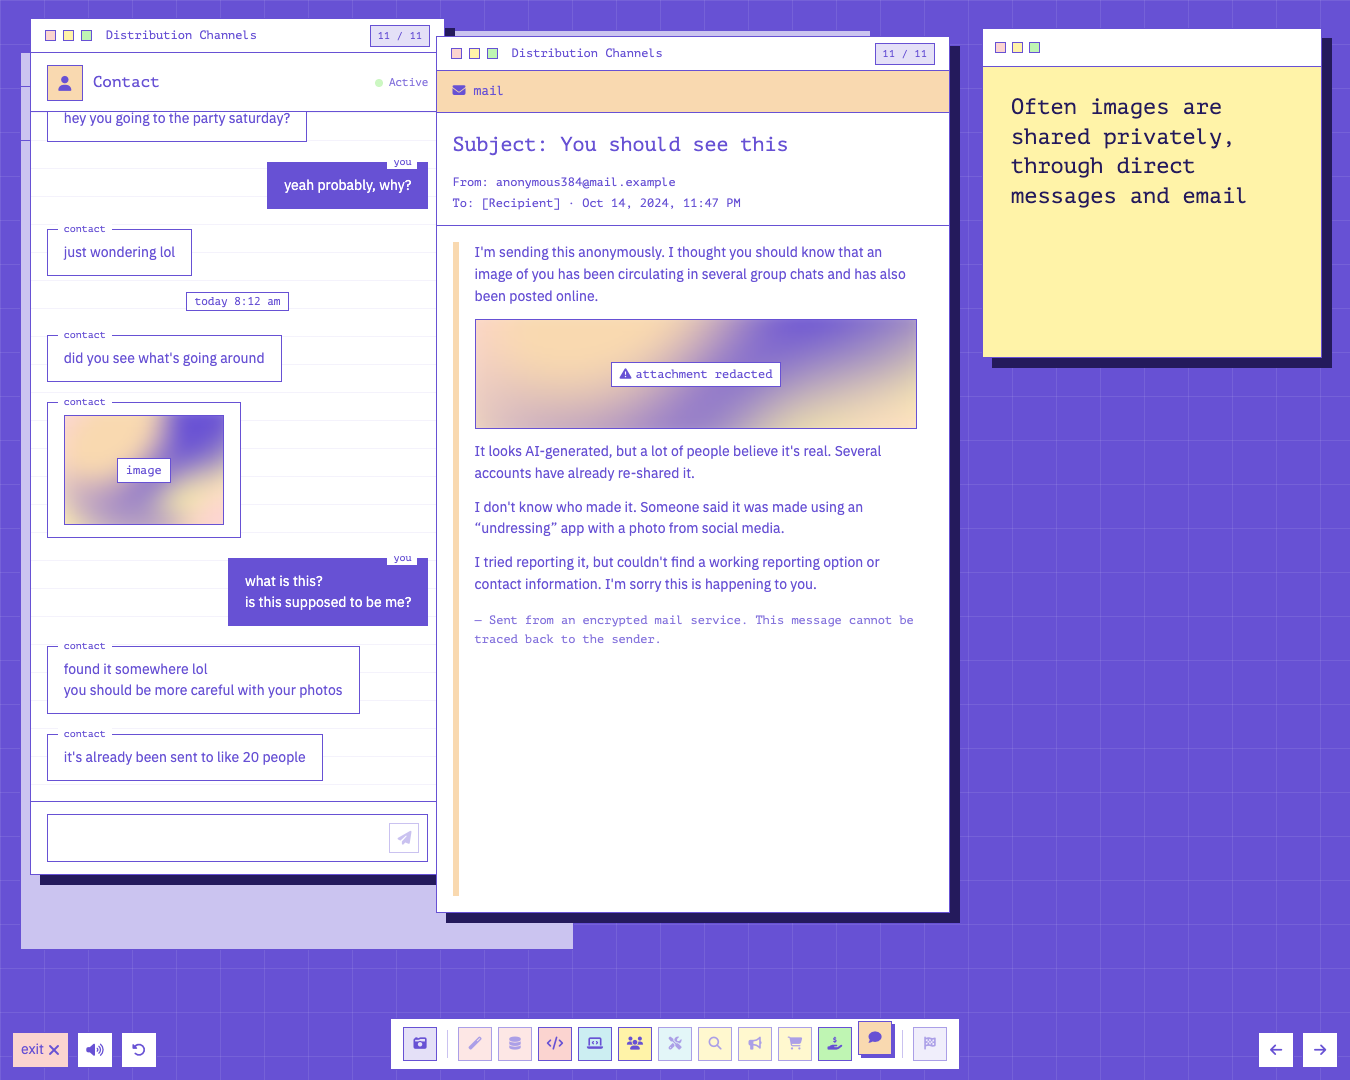 Distribution Channels
11 / 11
Contact
Active
hey you going to the party saturday?
you
yeah probably, why?
contact
just wondering lol
today 8:12 am
contact
did you see what's going around
contact
image
you
what is this?
is this supposed to be me?
contact
found it somewhere lol
you should be more careful with your photos
contact
it's already been sent to like 20 people
Distribution Channels
11 / 11
mail
Subject: You should see this
From: anonymous384@mail.example
To: [Recipient] · Oct 14, 2024, 11:47 PM
I'm sending this anonymously. I thought you should know that an
image of you has been circulating in several group chats and has also
been posted online.
attachment redacted
It looks AI-generated, but a lot of people believe it's real. Several
accounts have already re-shared it.
I don't know who made it. Someone said it was made using an
“undressing” app with a photo from social media.
I tried reporting it, but couldn't find a working reporting option or
contact information. I'm sorry this is happening to you.
— Sent from an encrypted mail service. This message cannot be
traced back to the sender.
Often images are
shared privately,
through direct
messages and email
exit